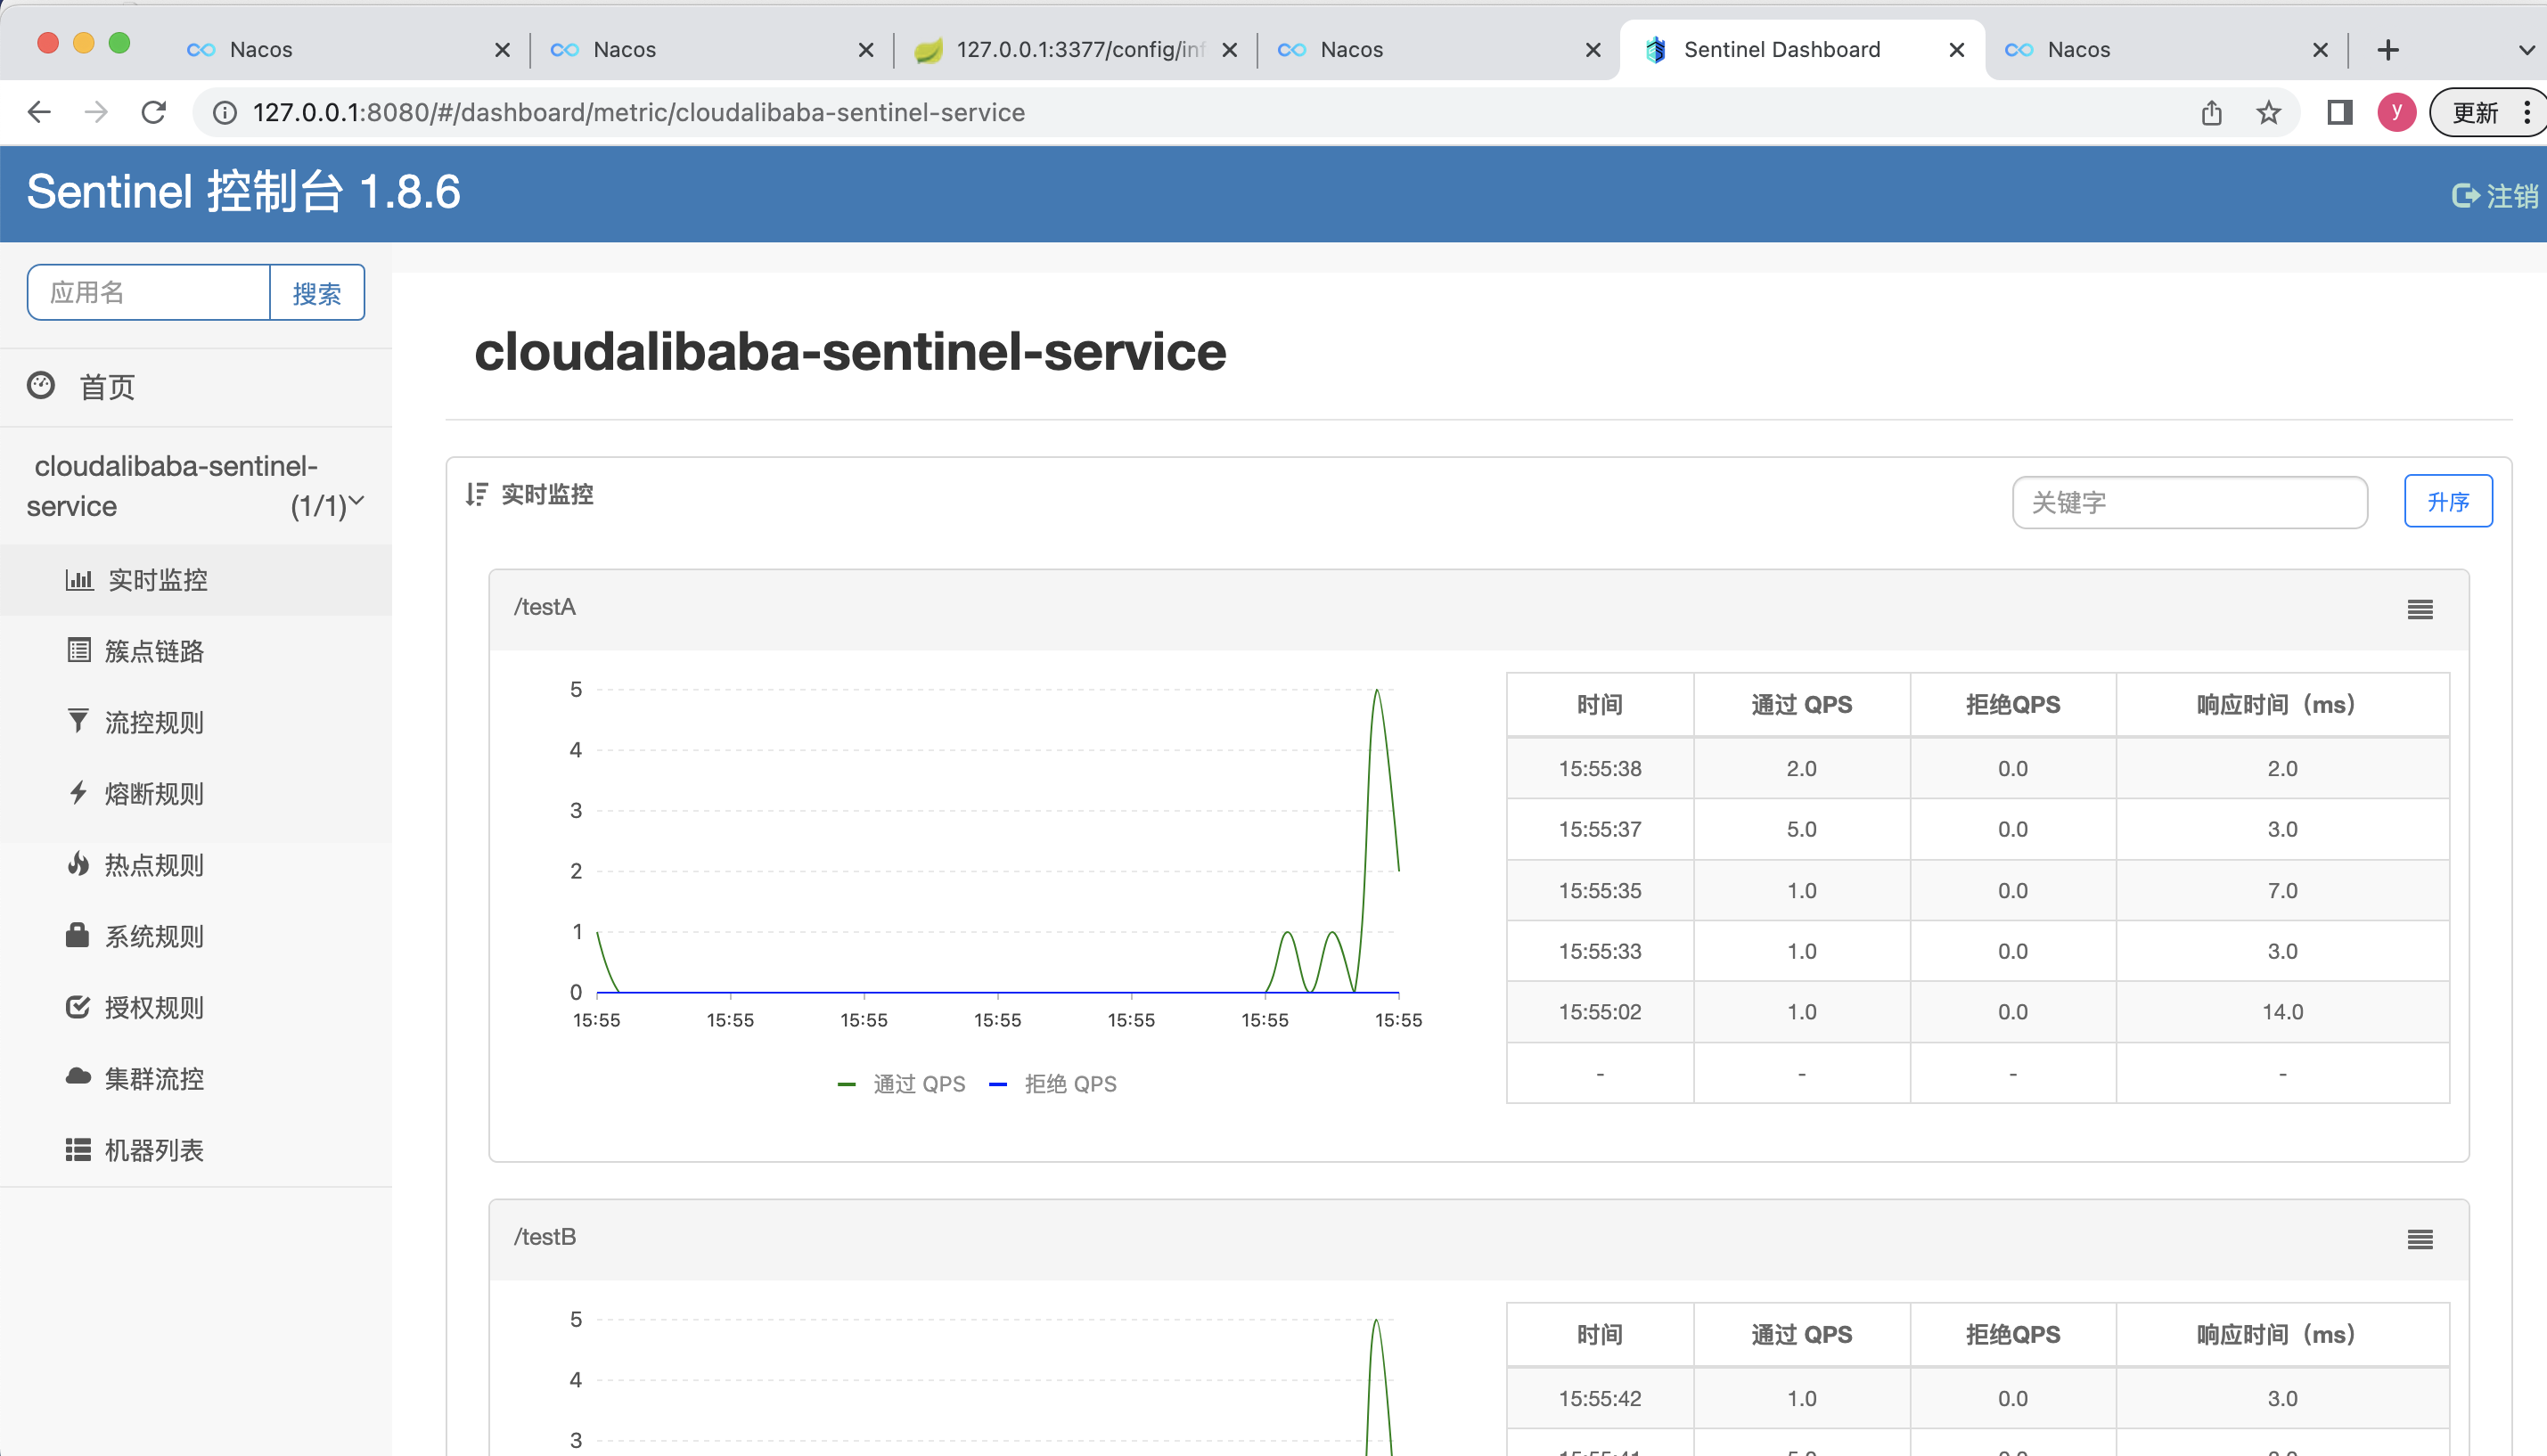 Nacos
Nacos
127.0.0.1:3377/config/inf
Nacos
Sentinel Dashboard
Nacos
127.0.0.1:8080/#/dashboard/metric/cloudalibaba-sentinel-service
y
更新
Sentinel 控制台 1.8.6
注销
应用名
搜索
首页
cloudalibaba-sentinel-
service (1/1)
实时监控
簇点链路
流控规则
熔断规则
热点规则
系统规则
授权规则
集群流控
机器列表
cloudalibaba-sentinel-service
实时监控
关键字
升序
/testA
5
4
3
2
1
0
15:55 15:55 15:55 15:55 15:55 15:55 15:55
通过 QPS 拒绝 QPS
时间 通过 QPS 拒绝QPS 响应时间（ms）
15:55:38 2.0 0.0 2.0
15:55:37 5.0 0.0 3.0
15:55:35 1.0 0.0 7.0
15:55:33 1.0 0.0 3.0
15:55:02 1.0 0.0 14.0
- - - -
/testB
5
4
3
时间 通过 QPS 拒绝QPS 响应时间（ms）
15:55:42 1.0 0.0 3.0